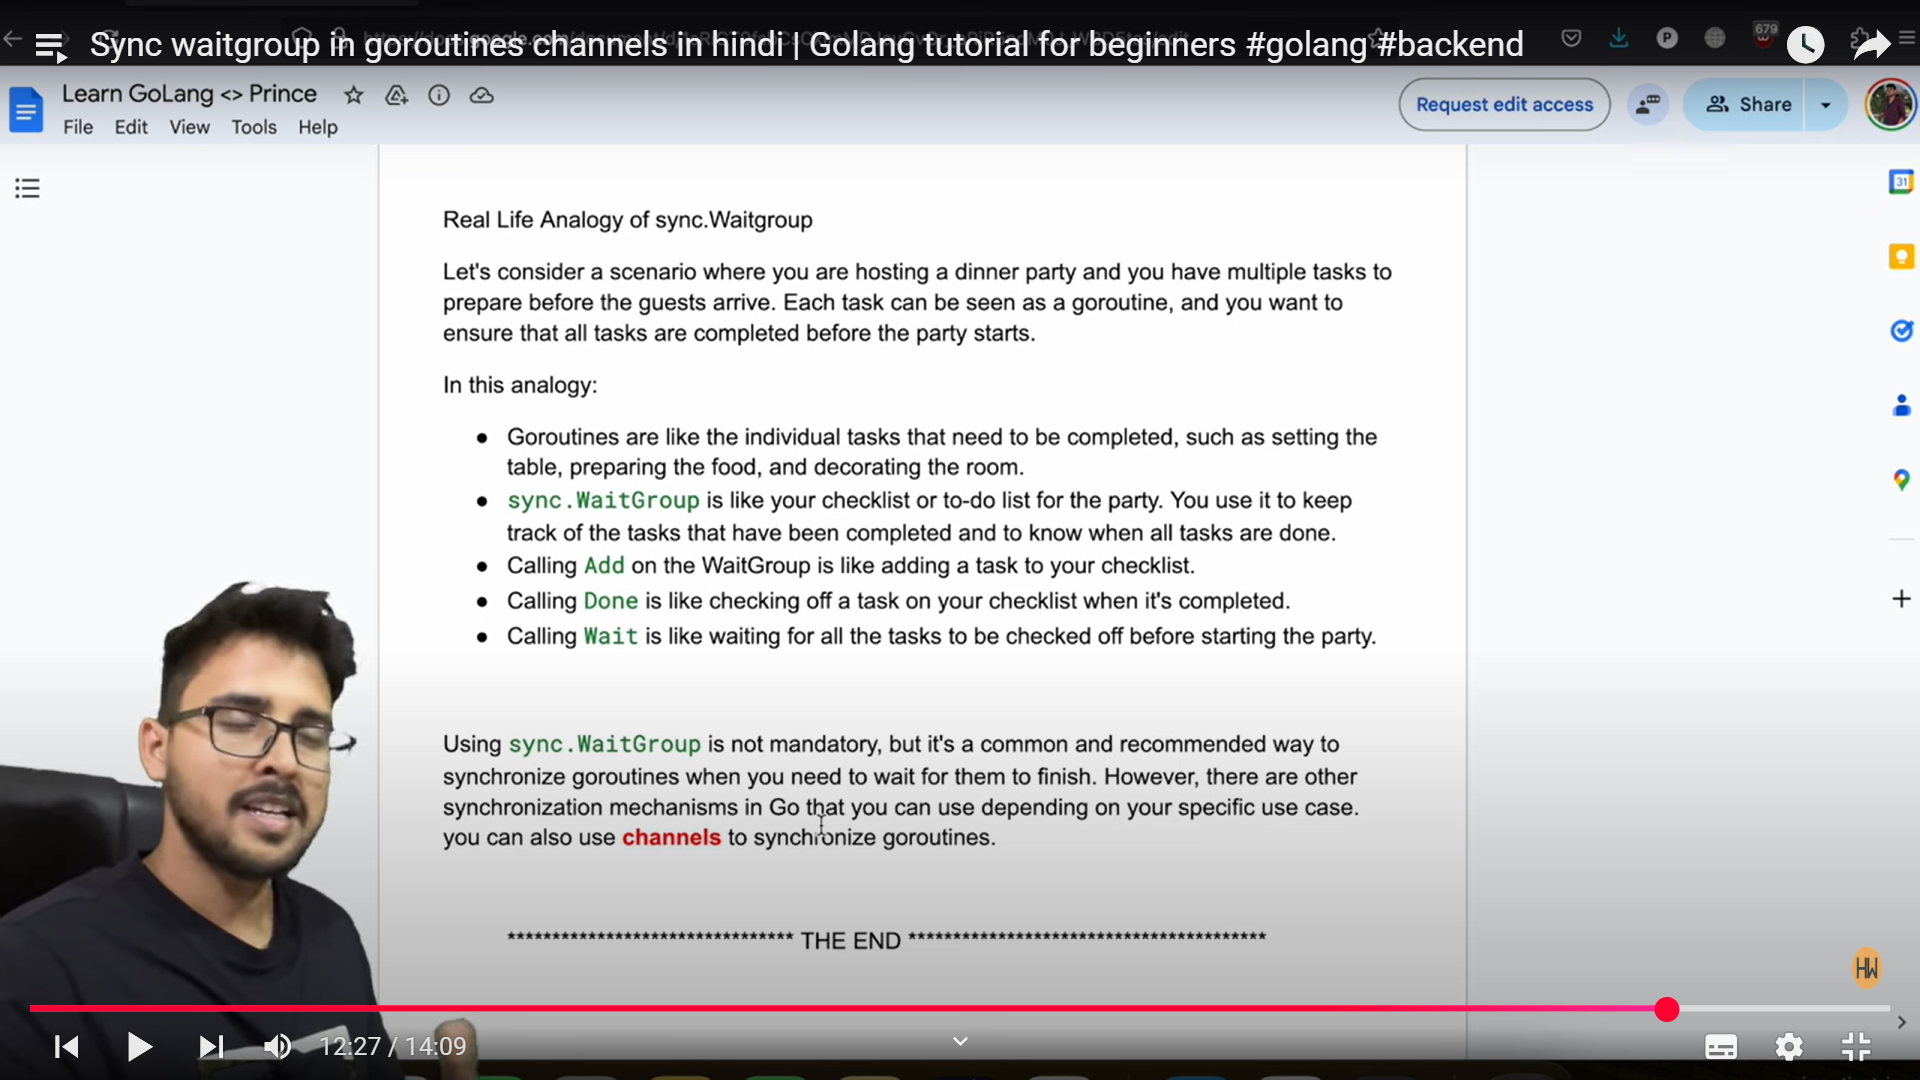 Sync waitgroup in goroutines channels in hindi | Golang tutorial for beginners #golang #backend
679
Learn GoLang <> Prince
File Edit View Tools Help
Request edit access
Share
31
Real Life Analogy of sync.Waitgroup
Let's consider a scenario where you are hosting a dinner party and you have multiple tasks to
prepare before the guests arrive. Each task can be seen as a goroutine, and you want to
ensure that all tasks are completed before the party starts.
In this analogy:
● Goroutines are like the individual tasks that need to be completed, such as setting the
table, preparing the food, and decorating the room.
● sync.WaitGroup is like your checklist or to-do list for the party. You use it to keep
track of the tasks that have been completed and to know when all tasks are done.
● Calling Add on the WaitGroup is like adding a task to your checklist.
● Calling Done is like checking off a task on your checklist when it's completed.
● Calling Wait is like waiting for all the tasks to be checked off before starting the party.
Using sync.WaitGroup is not mandatory, but it's a common and recommended way to
synchronize goroutines when you need to wait for them to finish. However, there are other
synchronization mechanisms in Go that you can use depending on your specific use case.
you can also use channels to synchronize goroutines.
******************************** THE END ****************************************
HW
12:27 / 14:09